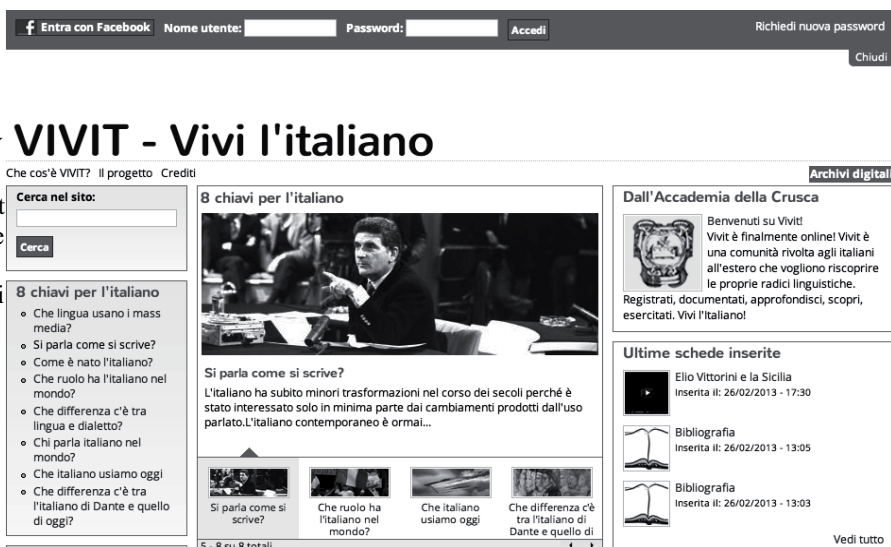 Entra con Facebook Nome utente: Password: Accedi Richiedi nuova password
Chiudi
VIVIT - Vivi l'italiano
Che cos'è VIVIT? Il progetto Crediti
Archivi digitali
Cerca nel sito:
Cerca
8 chiavi per l'italiano
Che lingua usano i mass
media?
Si parla come si scrive?
Come è nato l'italiano?
Che ruolo ha l'italiano nel
mondo?
Che differenza c'è tra
lingua e dialetto?
Chi parla italiano nel
mondo?
Che italiano usiamo oggi
Che differenza c'è tra
l'italiano di Dante e quello
di oggi?
8 chiavi per l'italiano
Si parla come si scrive?
L'italiano ha subito minori trasformazioni nel corso dei secoli perché è
stato interessato solo in minima parte dai cambiamenti prodotti dall'uso
parlato.L'italiano contemporaneo è ormai...
Si parla come si
scrive?
Che ruolo ha
l'italiano nel
mondo?
Che italiano
usiamo oggi
Che differenza c'è
tra l'italiano di
Dante e quello di
5 - 8 su 8 totali
Dall'Accademia della Crusca
Benvenuti su Vivit!
Vivit è finalmente online! Vivit è
una comunità rivolta agli italiani
all'estero che vogliono riscoprire
le proprie radici linguistiche.
Registrati, documentati, approfondisci, scopri,
esercitati. Vivi l'Italiano!
Ultime schede inserite
Elio Vittorini e la Sicilia
Inserita il: 26/02/2013 - 17:30
Bibliografia
Inserita il: 26/02/2013 - 13:05
Bibliografia
Inserita il: 26/02/2013 - 13:03
Vedi tutto